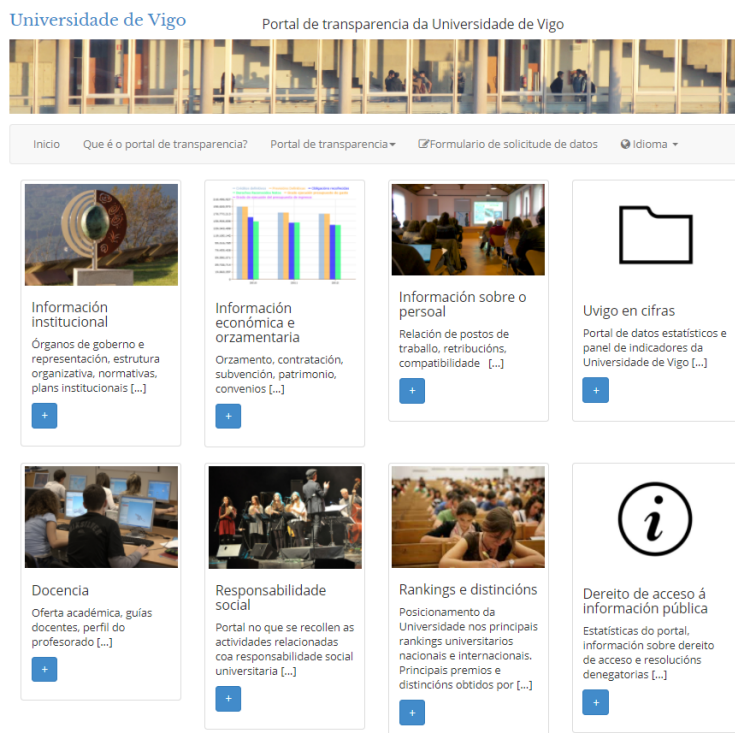 Universidade de Vigo
Portal de transparencia da Universidade de Vigo
Inicio
Que é o portal de transparencia?
Portal de transparencia
Formulario de solicitude de datos
Idioma
Información
institucional
Órganos de goberno e
representación, estrutura
organizativa, normativas,
plans institucionais [...]
+
Información
económica e
orzamentaria
Orzamento, contratación,
subvención, patrimonio,
convenios [...]
+
Información sobre o
persoal
Relación de postos de
traballo, retribucións,
compatibilidade [...]
+
Uvigo en cifras
Portal de datos estatísticos e
panel de indicadores da
Universidade de Vigo [...]
+
Docencia
Oferta académica, guías
docentes, perfil do
profesorado [...]
+
Responsabilidade
social
Portal no que se recollen as
actividades relacionadas
coa responsabilidade social
universitaria [...]
+
Rankings e distincións
Posicionamento da
Universidade nos principais
rankings universitarios
nacionais e internacionais.
Principais premios e
distincións obtidos por [...]
+
Dereito de acceso á
información pública
Estatísticas do portal,
información sobre dereito
de acceso e resolucións
denegatorias [...]
+